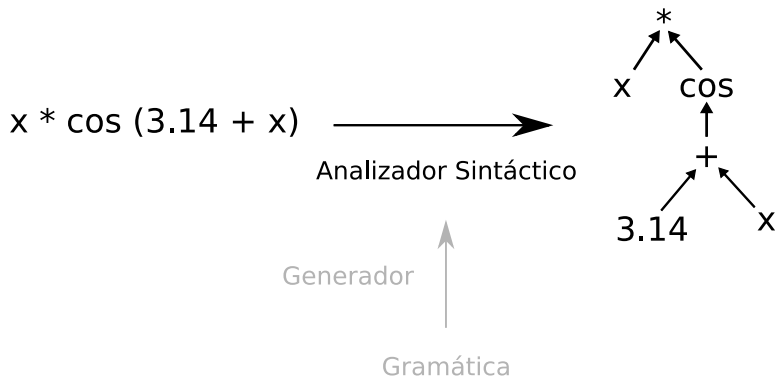 *
x cos
x * cos (3.14 + x)
+
Analizador Sintáctico
3.14 x
Generador
Gramática